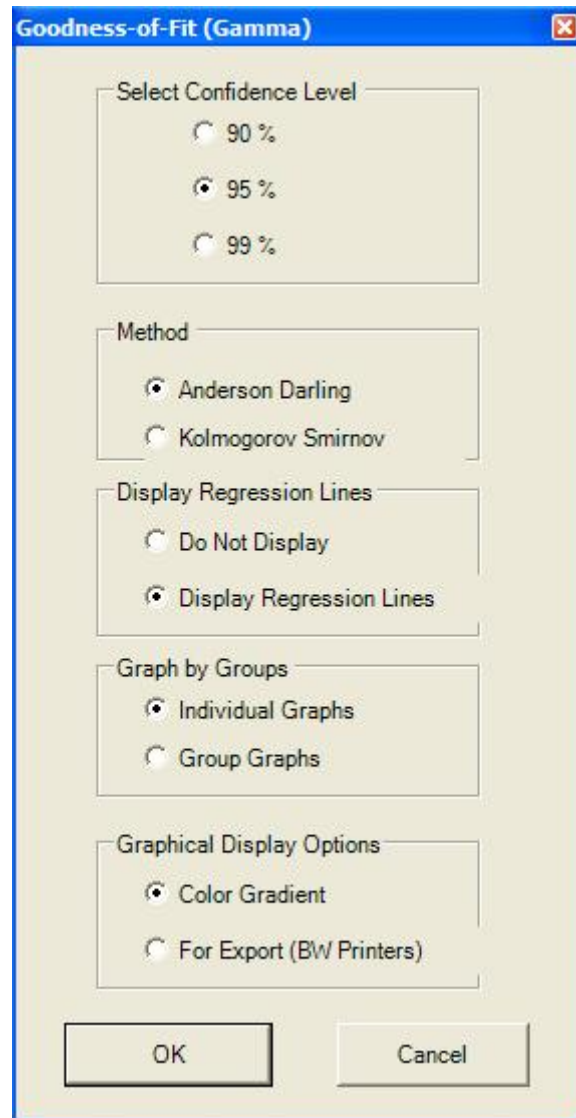 Goodness-of-Fit (Gamma)
Select Confidence Level
90 %
95 %
99 %
Method
Anderson Darling
Kolmogorov Smirnov
Display Regression Lines
Do Not Display
Display Regression Lines
Graph by Groups
Individual Graphs
Group Graphs
Graphical Display Options
Color Gradient
For Export (BW Printers)
OK
Cancel